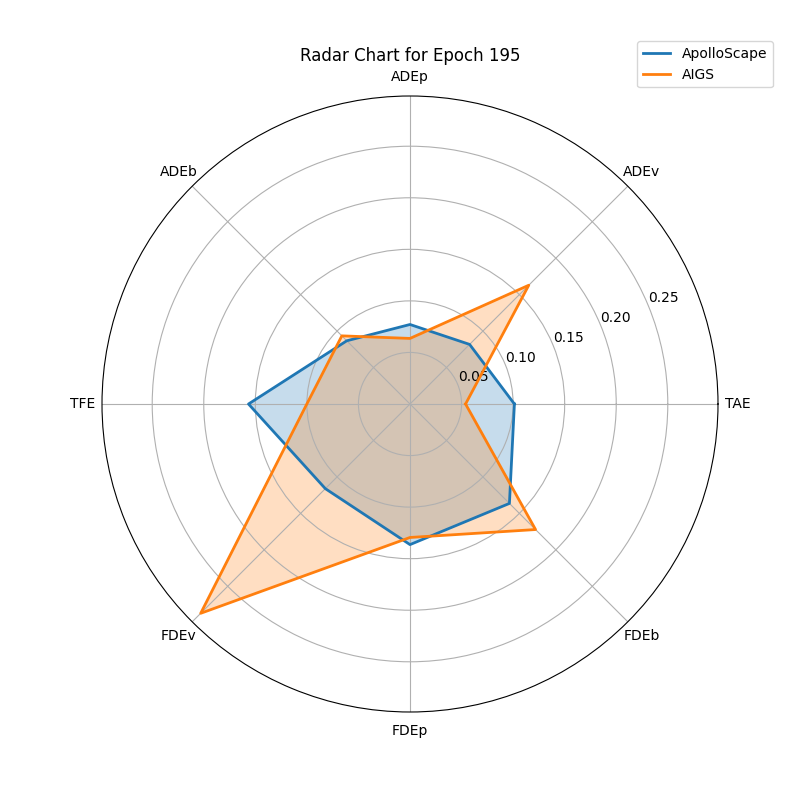 Radar Chart for Epoch 195
ApolloScape
AIGS
ADEp
ADEb
ADEv
0.25
0.20
0.15
0.10
0.05
TFE
TAE
FDEv
FDEb
FDEp